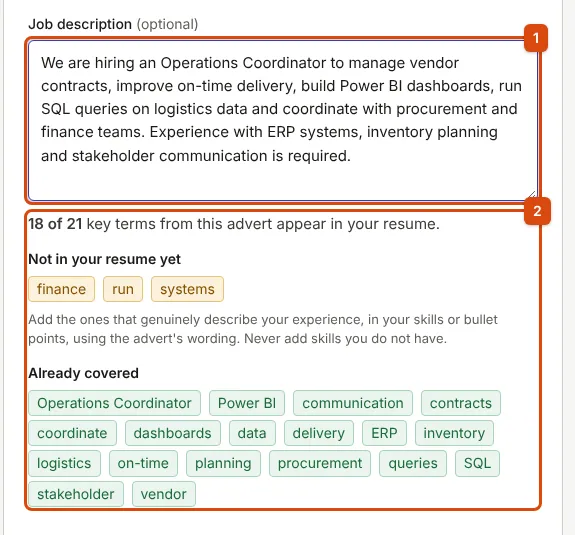 Job description (optional)
1
We are hiring an Operations Coordinator to manage vendor
contracts, improve on-time delivery, build Power BI dashboards, run
SQL queries on logistics data and coordinate with procurement and
finance teams. Experience with ERP systems, inventory planning
and stakeholder communication is required.
2
18 of 21 key terms from this advert appear in your resume.
Not in your resume yet
finance run systems
Add the ones that genuinely describe your experience, in your skills or bullet
points, using the advert's wording. Never add skills you do not have.
Already covered
Operations Coordinator Power BI communication contracts
coordinate dashboards data delivery ERP inventory
logistics on-time planning procurement queries SQL
stakeholder vendor